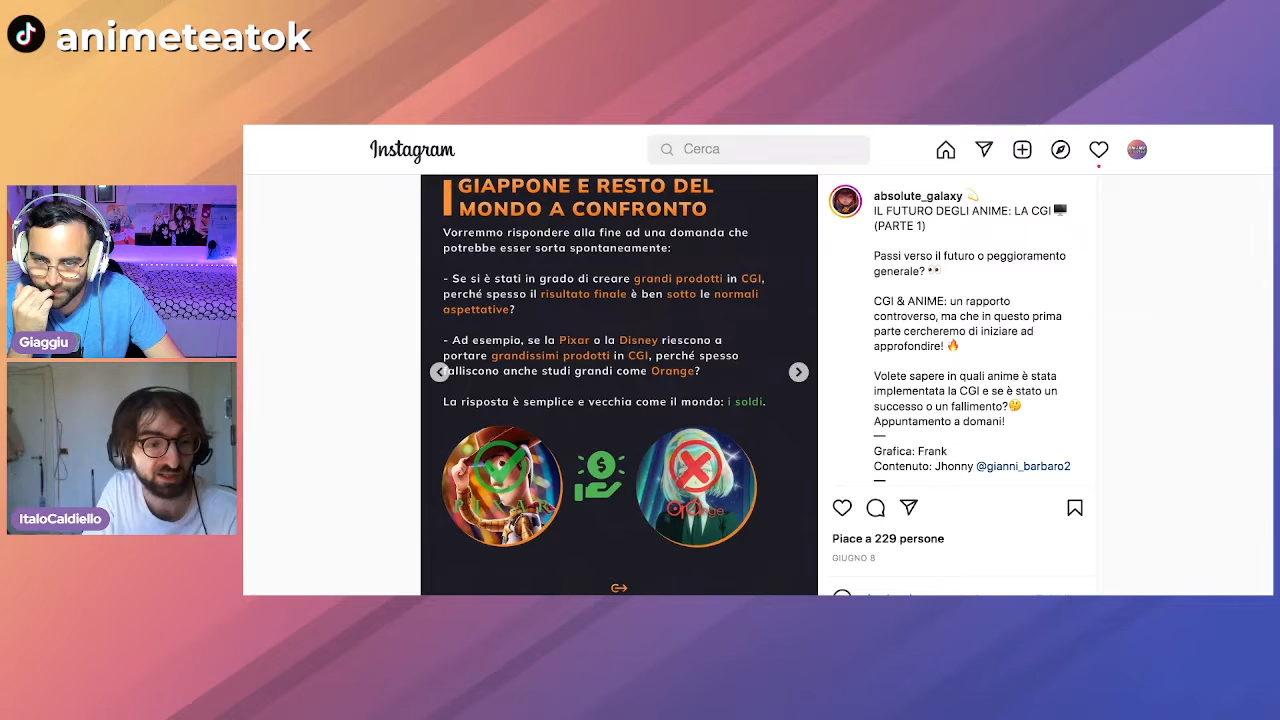 animeteatok
Instagram
Cerca
GIAPPONE E RESTO DEL
MONDO A CONFRONTO
Vorremmo rispondere alla fine ad una domanda che
potrebbe esser sorta spontaneamente:
- Se si è stati in grado di creare grandi prodotti in CGI,
perché spesso il risultato finale è ben sotto le normali
aspettative?
- Ad esempio, se la Pixar o la Disney riescono a
portare grandissimi prodotti in CGI, perché spesso
falliscono anche studi grandi come Orange?
La risposta è semplice e vecchia come il mondo: i soldi.
PIXAR
Orange
absolute_galaxy
IL FUTURO DEGLI ANIME: LA CGI
(PARTE 1)
Passi verso il futuro o peggioramento
generale?
CGI & ANIME: un rapporto
controverso, ma che in questo prima
parte cercheremo di iniziare ad
approfondire!
Volete sapere in quali anime è stata
implementata la CGI e se è stato un
successo o un fallimento?
Appuntamento a domani!
—
Grafica: Frank
Contenuto: Jhonny @gianni_barbaro2
—
Piace a 229 persone
GIUGNO 8
Giaggiu
ItaloCaldiello